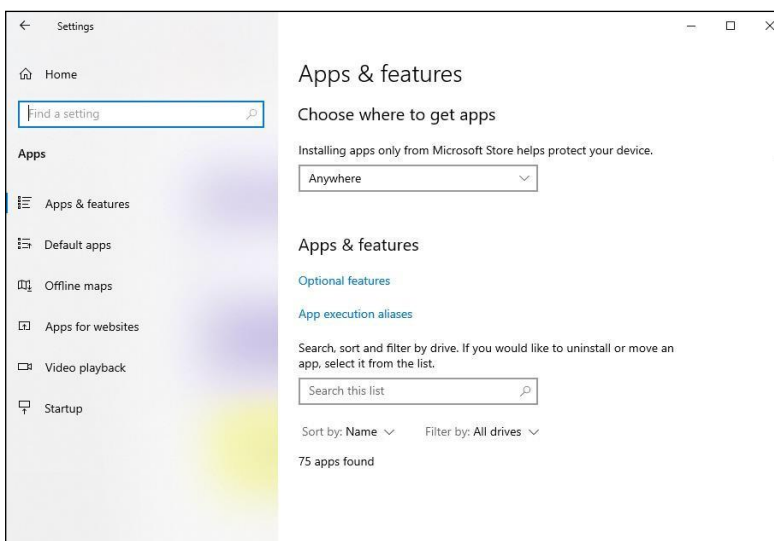 Settings
Home
Find a setting
Apps
Apps & features
Default apps
Offline maps
Apps for websites
Video playback
Startup
Apps & features
Choose where to get apps
Installing apps only from Microsoft Store helps protect your device.
Anywhere
Apps & features
Optional features
App execution aliases
Search, sort and filter by drive. If you would like to uninstall or move an
app, select it from the list.
Search this list
Sort by: Name Filter by: All drives
75 apps found